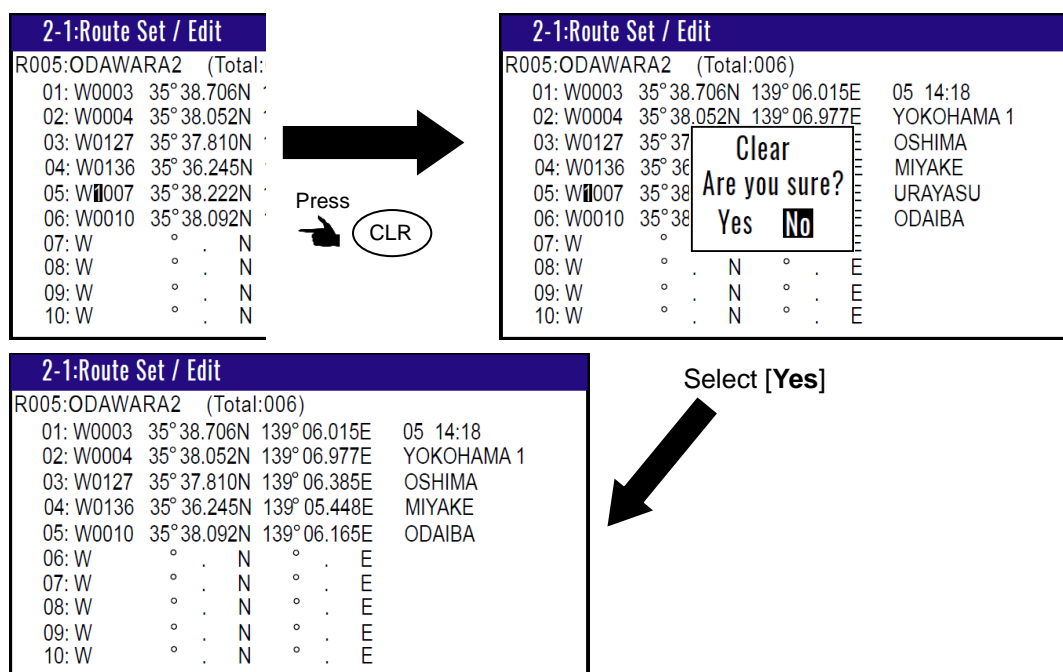 2-1:Route Set / Edit
R005:ODAWARA2 (Total:
01: W0003 35°38.706N
02: W0004 35°38.052N
03: W0127 35°37.810N
04: W0136 35°36.245N
05: W1007 35°38.222N
06: W0010 35°38.092N
07: W ° . N
08: W ° . N
09: W ° . N
10: W ° . N
Press
CLR
2-1:Route Set / Edit
R005:ODAWARA2 (Total:006)
01: W0003 35°38.706N 139°06.015E 05 14:18
02: W0004 35°38.052N 139°06.977E YOKOHAMA 1
03: W0127 35°37 E OSHIMA
04: W0136 35°36 E MIYAKE
05: W1007 35°38 E URAYASU
06: W0010 35°38 E ODAIBA
07: W ° E
08: W ° . N ° . E
09: W ° . N ° . E
10: W ° . N ° . E
Clear
Are you sure?
Yes No
Select [Yes]
2-1:Route Set / Edit
R005:ODAWARA2 (Total:006)
01: W0003 35°38.706N 139°06.015E 05 14:18
02: W0004 35°38.052N 139°06.977E YOKOHAMA 1
03: W0127 35°37.810N 139°06.385E OSHIMA
04: W0136 35°36.245N 139°05.448E MIYAKE
05: W0010 35°38.092N 139°06.165E ODAIBA
06: W ° . N ° . E
07: W ° . N ° . E
08: W ° . N ° . E
09: W ° . N ° . E
10: W ° . N ° . E